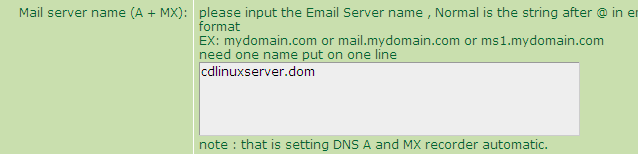 Mail server name (A + MX):
please input the Email Server name , Normal is the string after @ in
format
EX: mydomain.com or mail.mydomain.com or ms1.mydomain.com
need one name put on one line
cdlinuxserver.dom
note : that is setting DNS A and MX recorder automatic.